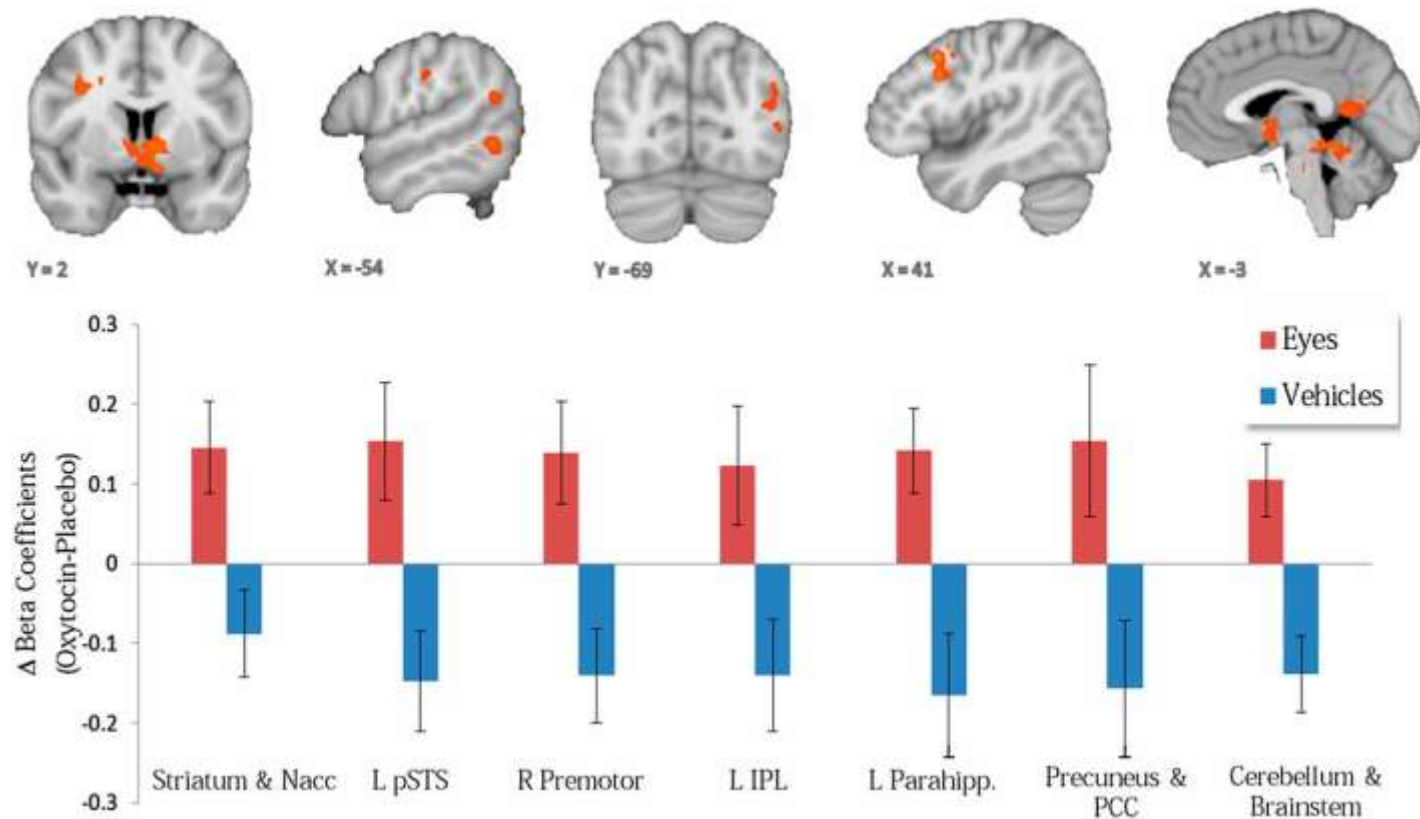 Y = 2
X = -54
Y = -69
X = 41
X = -3
0.3
0.2
0.1
0
-0.1
-0.2
-0.3
Δ Beta Coefficients
(Oxytocin-Placebo)
Eyes
Vehicles
Striatum & Nacc
L pSTS
R Premotor
L IPL
L Parahipp.
Precuneus &
PCC
Cerebellum &
Brainstem